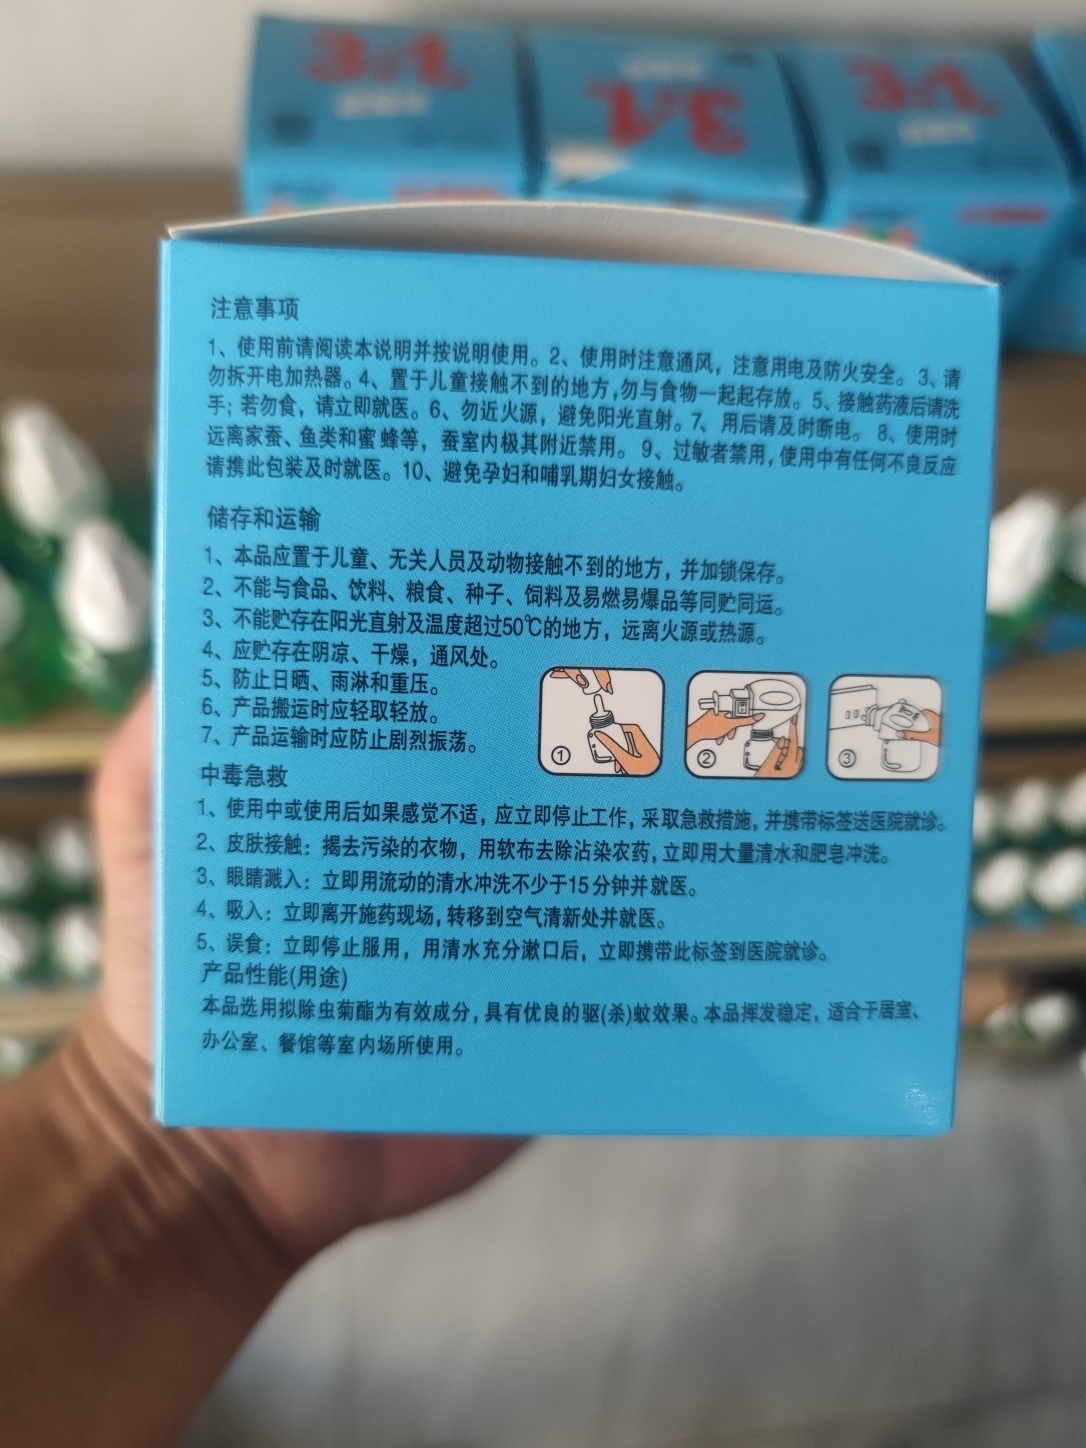 注意事项
1、使用前请阅读本说明并按说明使用。2、使用时注意通风，注意用电及防火安全。3、请
勿拆开电加热器。4、置于儿童接触不到的地方,勿与食物一起起存放。5、接触药液后请洗
手；若勿食，请立即就医。6、勿近火源，避免阳光直射。7、用后请及时断电。8、使用时
远离家蚕、鱼类和蜜蜂等，蚕室内极其附近禁用。9、过敏者禁用,使用中有任何不良反应
请携此包装及时就医。10、避免孕妇和哺乳期妇女接触。
储存和运输
1、本品应置于儿童、无关人员及动物接触不到的地方，并加锁保存。
2、不能与食品、饮料、粮食、种子、饲料及易燃易爆品等同贮同运。
3、不能贮存在阳光直射及温度超过50℃的地方，远离火源或热源。
4、应贮存在阴凉、干燥，通风处。
5、防止日晒、雨淋和重压。
6、产品搬运时应轻取轻放。
7、产品运输时应防止剧烈振荡。
① ② ③
中毒急救
1、使用中或使用后如果感觉不适，应立即停止工作，采取急救措施，并携带标签送医院就诊。
2、皮肤接触：揭去污染的衣物，用软布去除沾染农药,立即用大量清水和肥皂冲洗。
3、眼睛溅入：立即用流动的清水冲洗不少于15分钟并就医。
4、吸入：立即离开施药现场,转移到空气清新处并就医。
5、误食：立即停止服用，用清水充分漱口后，立即携带此标签到医院就诊。
产品性能(用途)
本品选用拟除虫菊酯为有效成分,具有优良的驱(杀)蚊效果。本品挥发稳定，适合于居室、
办公室、餐馆等室内场所使用。